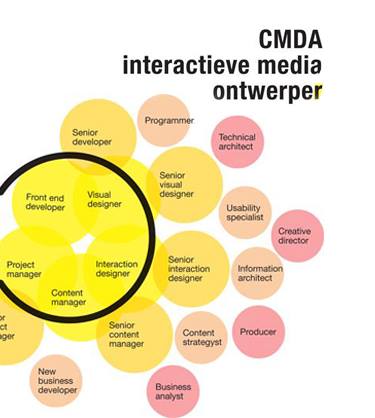 CMDA
interactieve media
ontwerper
Programmer
Senior
developer
Technical
architect
Senior
visual
designer
Front end
developer
Visual
designer
Usability
specialist
Creative
director
Project
manager
Interaction
designer
Senior
interaction
designer
Information
architect
Content
manager
Senior
content
manager
Content
strategyst
Producer
New
business
developer
Business
analyst